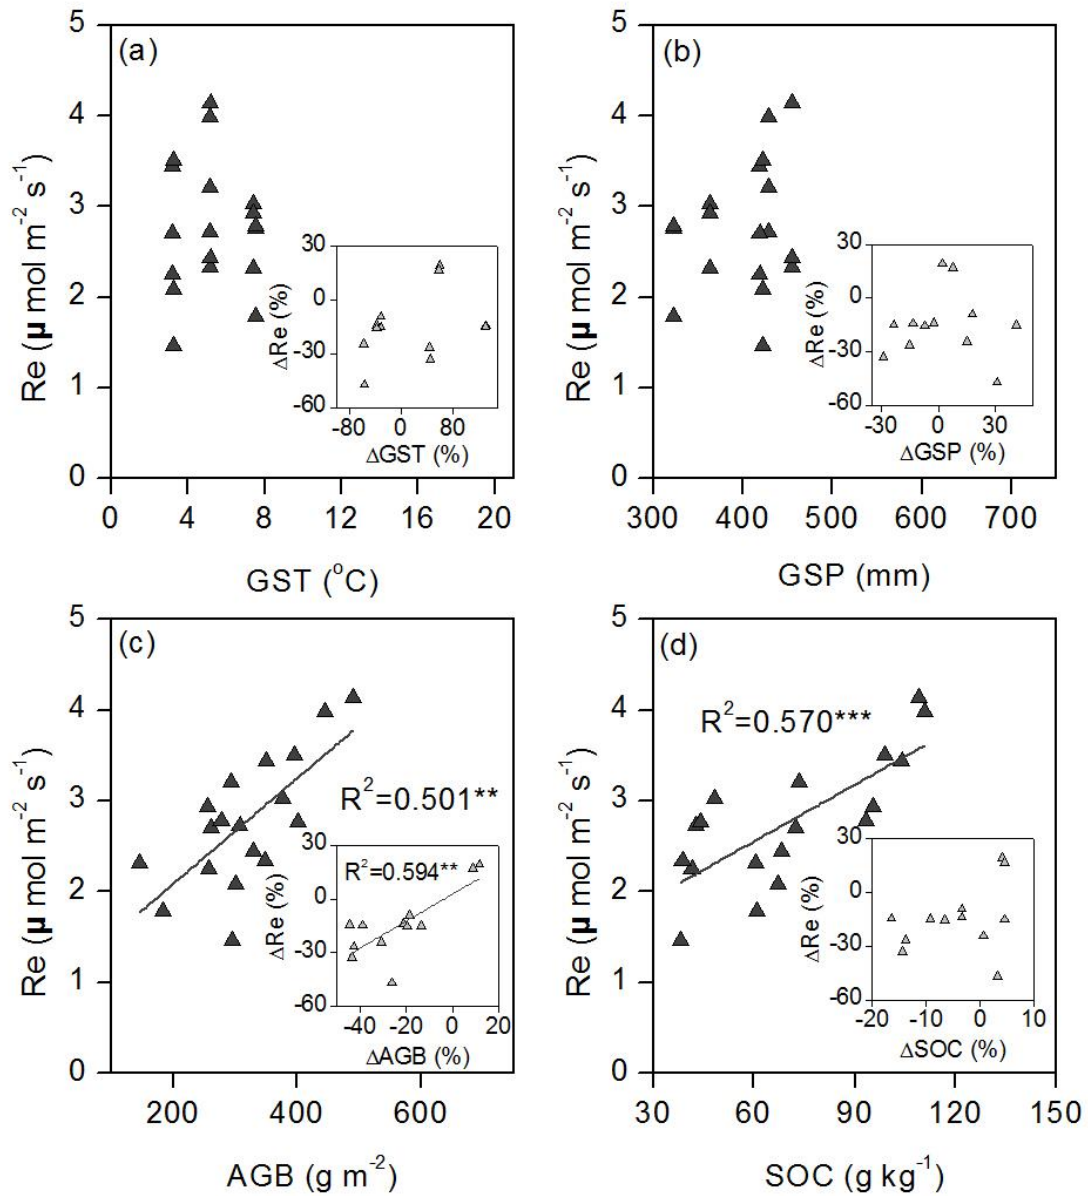 (a)
Re (μ mol m⁻² s⁻¹)
5
4
3
2
1
0
0 4 8 12 16 20
GST (°C)
ΔRe (%)
30
0
-30
-60
-80 0 80
ΔGST (%)
(b)
Re (μ mol m⁻² s⁻¹)
5
4
3
2
1
0
300 400 500 600 700
GSP (mm)
ΔRe (%)
30
0
-30
-60
-30 0 30
ΔGSP (%)
(c)
Re (μ mol m⁻² s⁻¹)
5
4
3
2
1
0
200 400 600
AGB (g m⁻²)
R²=0.501**
R²=0.594**
ΔRe (%)
30
0
-30
-60
-40 -20 0 20
ΔAGB (%)
(d)
Re (μ mol m⁻² s⁻¹)
5
4
3
2
1
0
30 60 90 120 150
SOC (g kg⁻¹)
R²=0.570***
ΔRe (%)
30
0
-30
-60
-20 -10 0 10
ΔSOC (%)